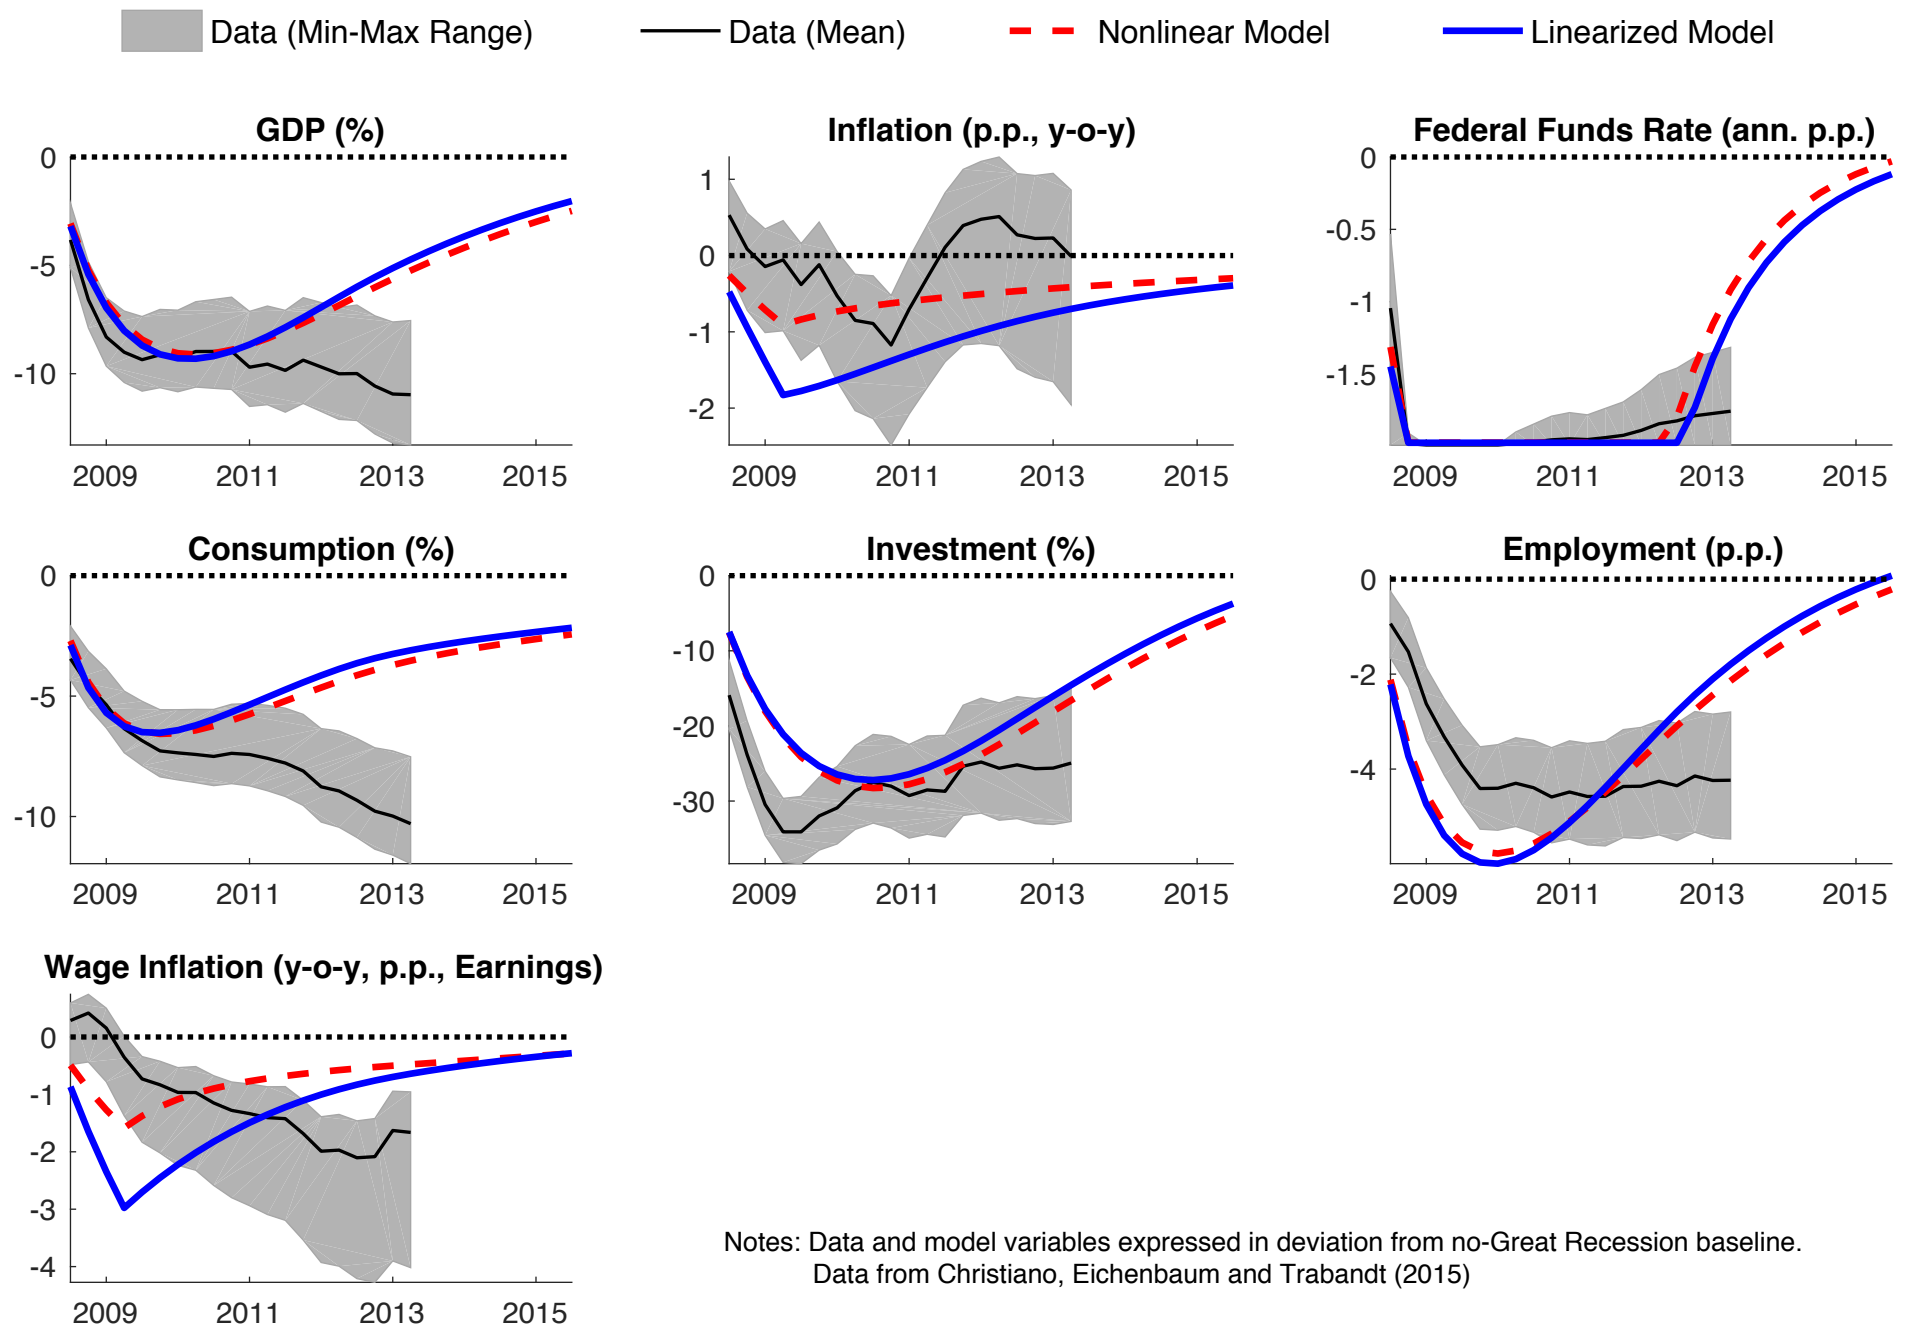 Data (Min-Max Range) Data (Mean) Nonlinear Model Linearized Model
GDP (%)
0
-5
-10
2009 2011 2013 2015
Inflation (p.p., y-o-y)
1
0
-1
-2
2009 2011 2013 2015
Federal Funds Rate (ann. p.p.)
0
-0.5
-1
-1.5
2009 2011 2013 2015
Consumption (%)
0
-5
-10
2009 2011 2013 2015
Investment (%)
0
-10
-20
-30
2009 2011 2013 2015
Employment (p.p.)
0
-2
-4
2009 2011 2013 2015
Wage Inflation (y-o-y, p.p., Earnings)
0
-1
-2
-3
-4
2009 2011 2013 2015
Notes: Data and model variables expressed in deviation from no-Great Recession baseline.
Data from Christiano, Eichenbaum and Trabandt (2015)